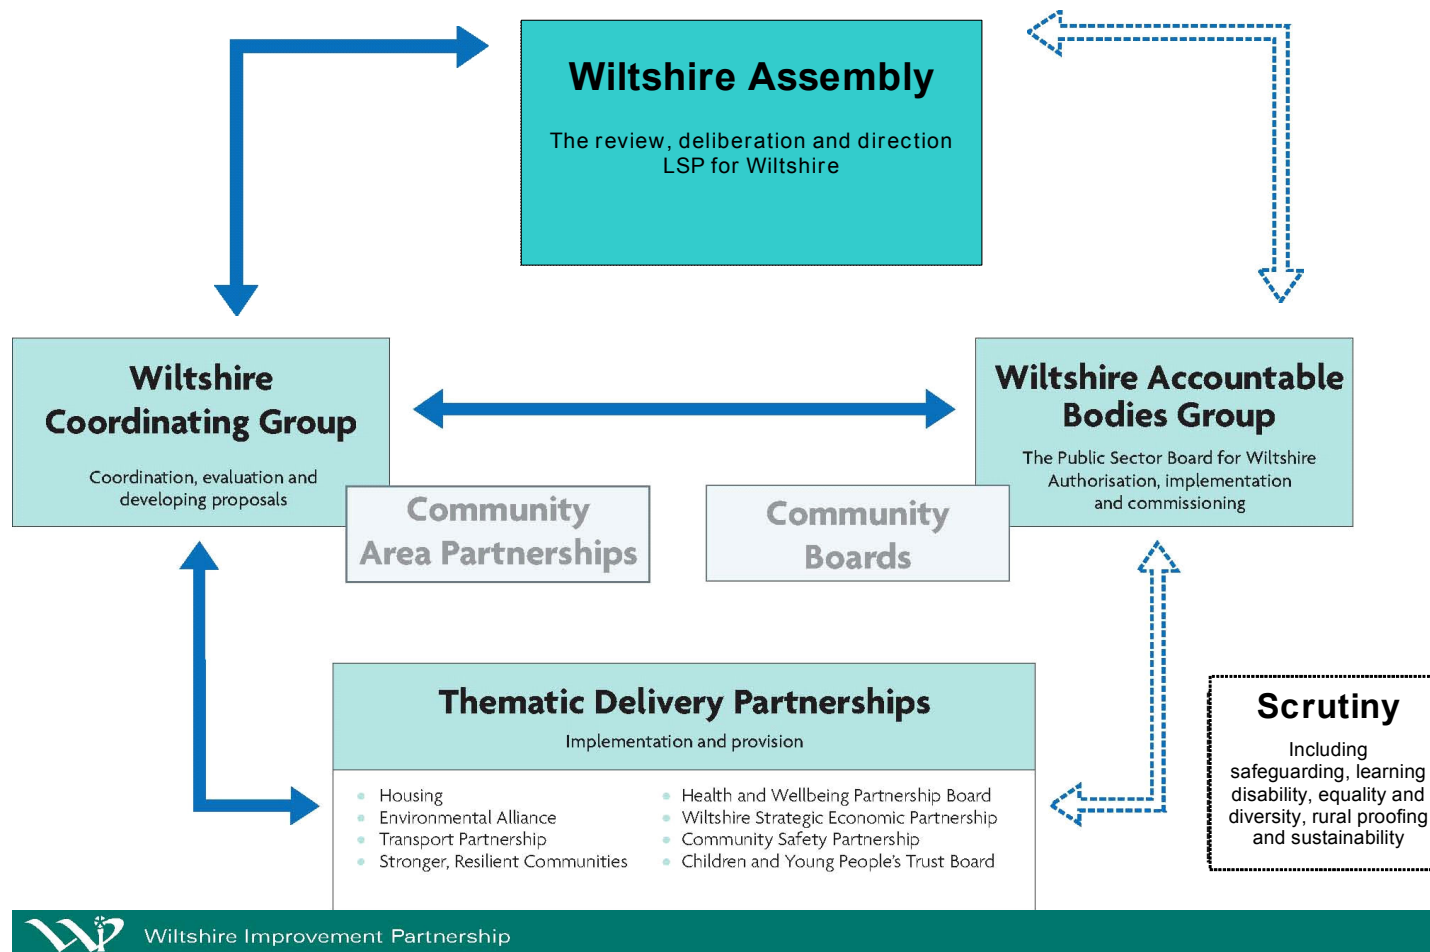 Wiltshire Assembly
The review, deliberation and direction
LSP for Wiltshire
Wiltshire
Coordinating Group
Coordination, evaluation and
developing proposals
Wiltshire Accountable
Bodies Group
The Public Sector Board for Wiltshire
Authorisation, implementation
and commissioning
Community
Area Partnerships
Community
Boards
Thematic Delivery Partnerships
Implementation and provision
Housing
Environmental Alliance
Transport Partnership
Stronger, Resilient Communities
Health and Wellbeing Partnership Board
Wiltshire Strategic Economic Partnership
Community Safety Partnership
Children and Young People's Trust Board
Scrutiny
Including
safeguarding, learning
disability, equality and
diversity, rural proofing
and sustainability
WiP
Wiltshire Improvement Partnership